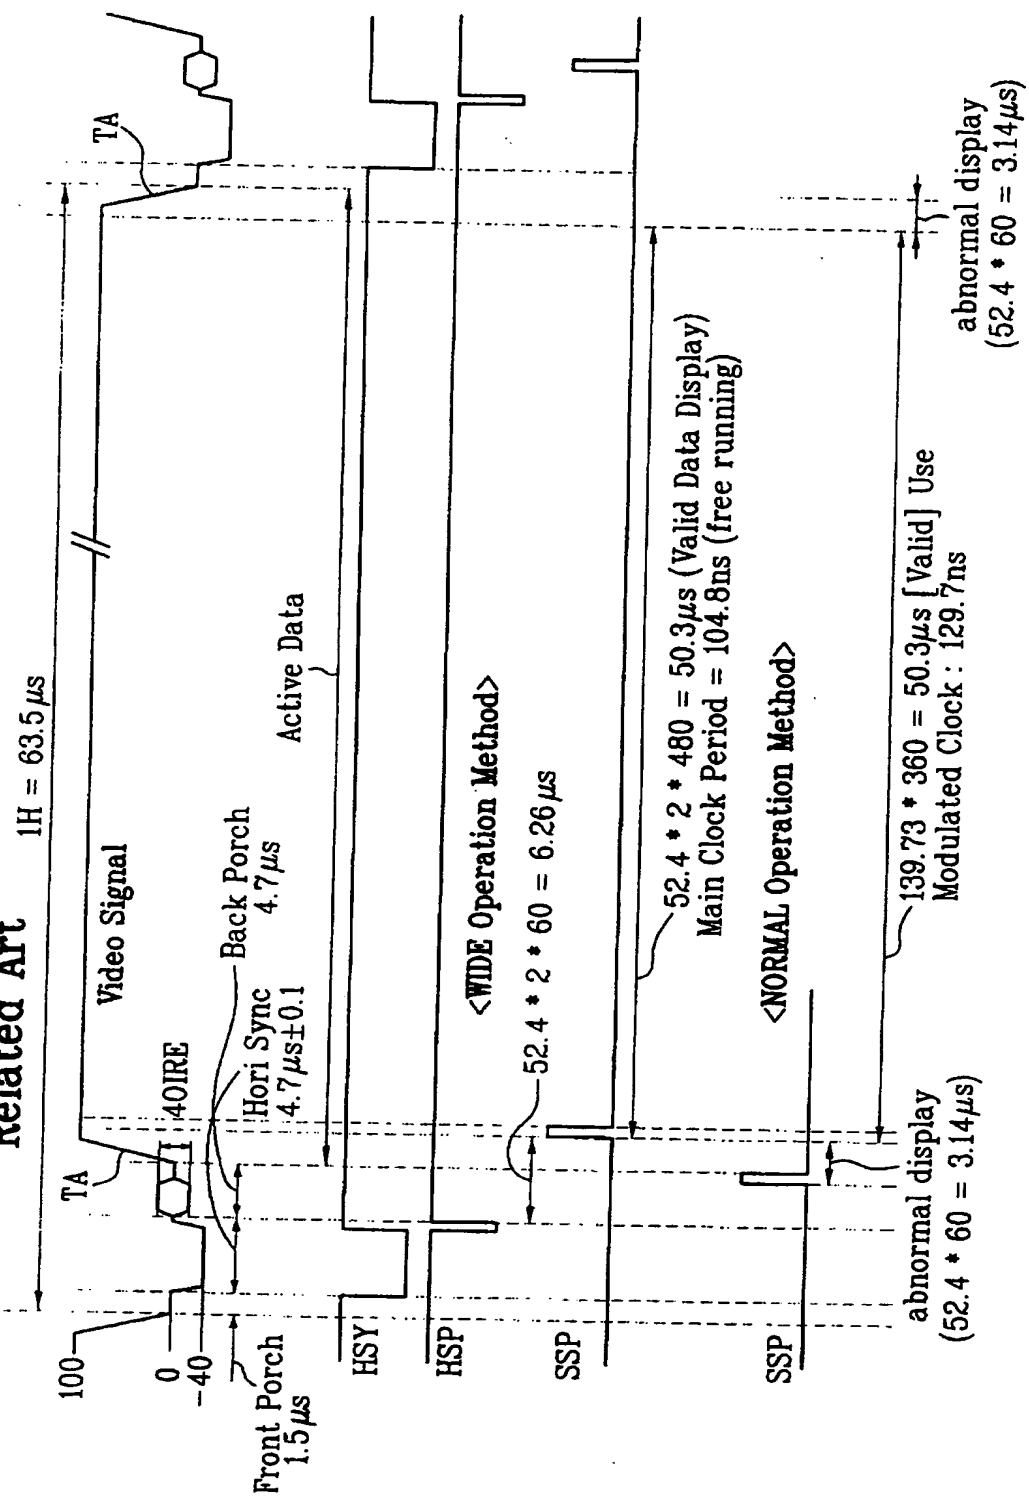 Related Art
1H = 63.5μs
100
0
-40
TA
Video Signal
TA
40IRE
Front Porch
1.5μs
Hori Sync
4.7μs±0.1
Back Porch
4.7μs
Active Data
HSY
HSP
<WIDE Operation Method>
52.4 * 2 * 60 = 6.26μs
SSP
52.4 * 2 * 480 = 50.3μs (Valid Data Display)
Main Clock Period = 104.8ns (free running)
<NORMAL Operation Method>
SSP
139.73 * 360 = 50.3μs [Valid] Use
Modulated Clock : 129.7ns
abnormal display
(52.4 * 60 = 3.14μs)
abnormal display
(52.4 * 60 = 3.14μs)